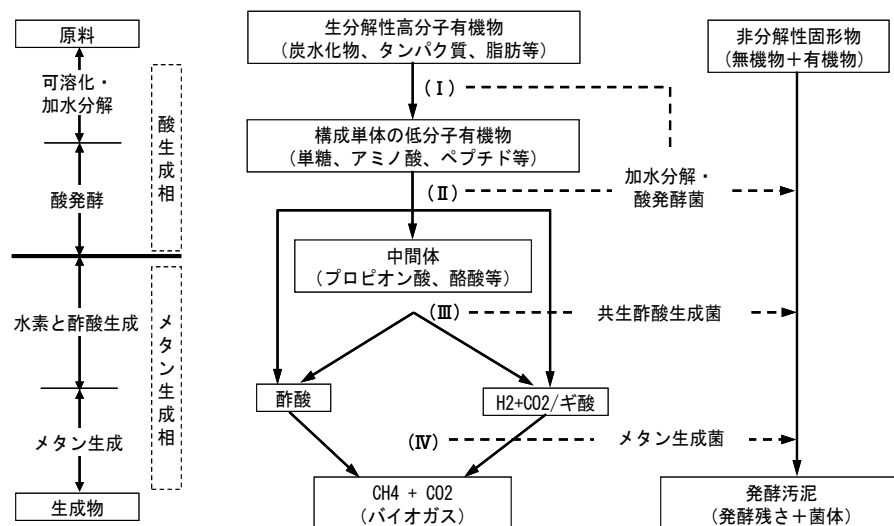 原料
可溶化・
加水分解
酸発酵
水素と酢酸生成
メタン生成
生成物
酸生成相
メタン生成相
生分解性高分子有機物
(炭水化物、タンパク質、脂肪等)
(Ⅰ)
構成単体の低分子有機物
(単糖、アミノ酸、ペプチド等)
(Ⅱ)
中間体
(プロピオン酸、酪酸等)
(Ⅲ)
酢酸
H2+CO2/ギ酸
(Ⅳ)
CH4 + CO2
(バイオガス)
加水分解・
酸発酵菌
共生酢酸生成菌
メタン生成菌
非分解性固形物
(無機物+有機物)
発酵汚泥
(発酵残さ+菌体)